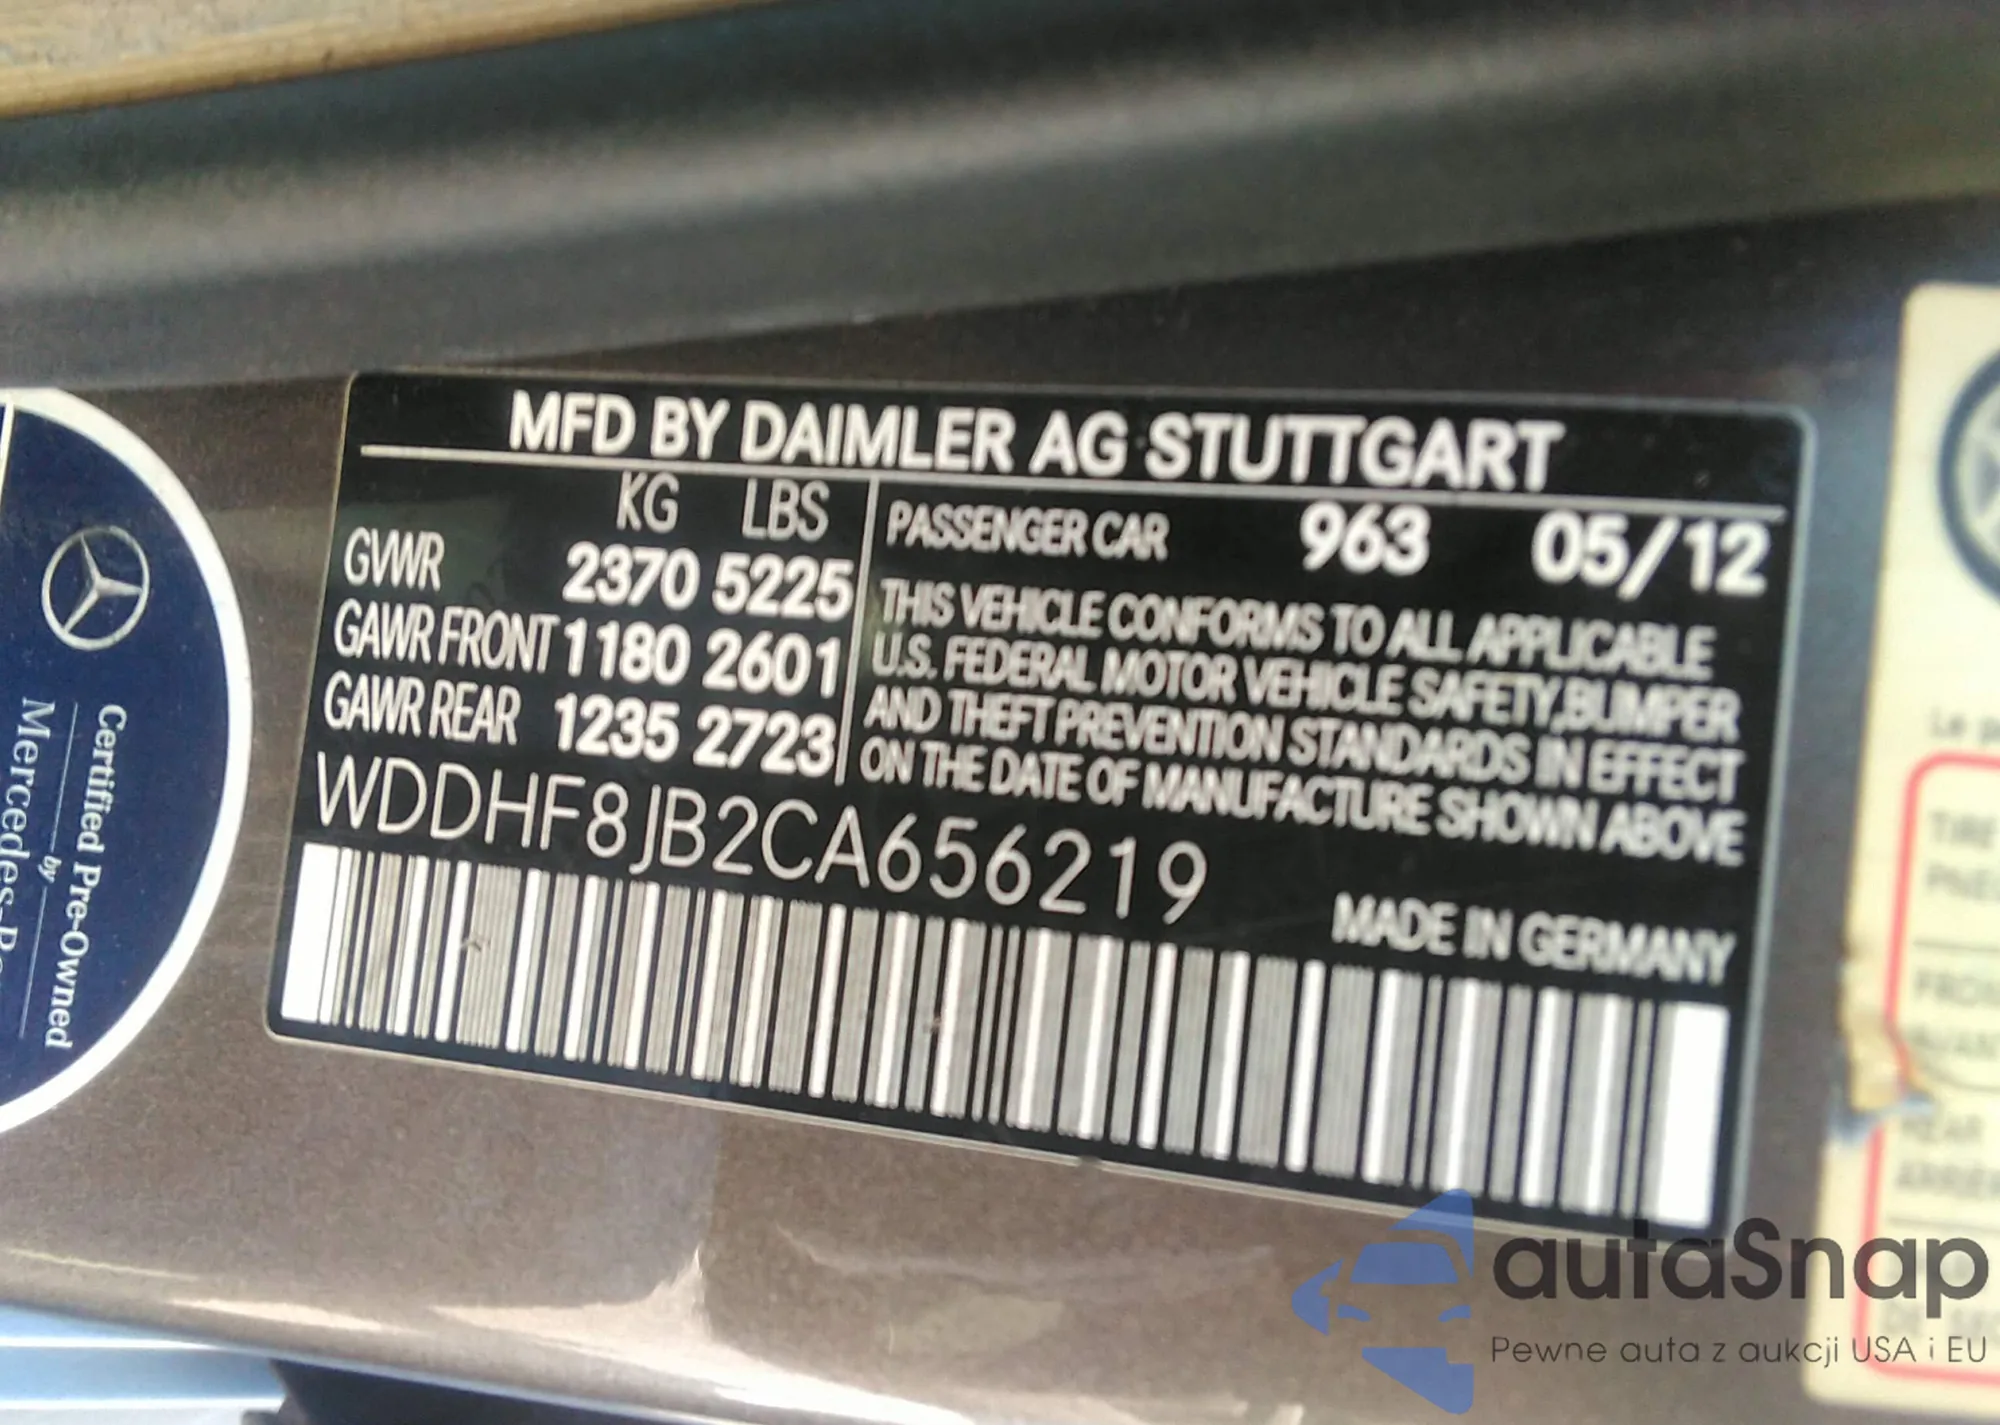 MFD BY DAIMLER AG STUTTGART
KG LBS
GVWR 2370 5225
GAWR FRONT 1180 2601
GAWR REAR 1235 2723
PASSENGER CAR 963 05/12
THIS VEHICLE CONFORMS TO ALL APPLICABLE
U.S. FEDERAL MOTOR VEHICLE SAFETY,BUMPER
AND THEFT PREVENTION STANDARDS IN EFFECT
ON THE DATE OF MANUFACTURE SHOWN ABOVE
WDDHF8JB2CA656219
MADE IN GERMANY
Certified Pre-Owned
by
autaSnap
Pewne auta z aukcji USA i EU